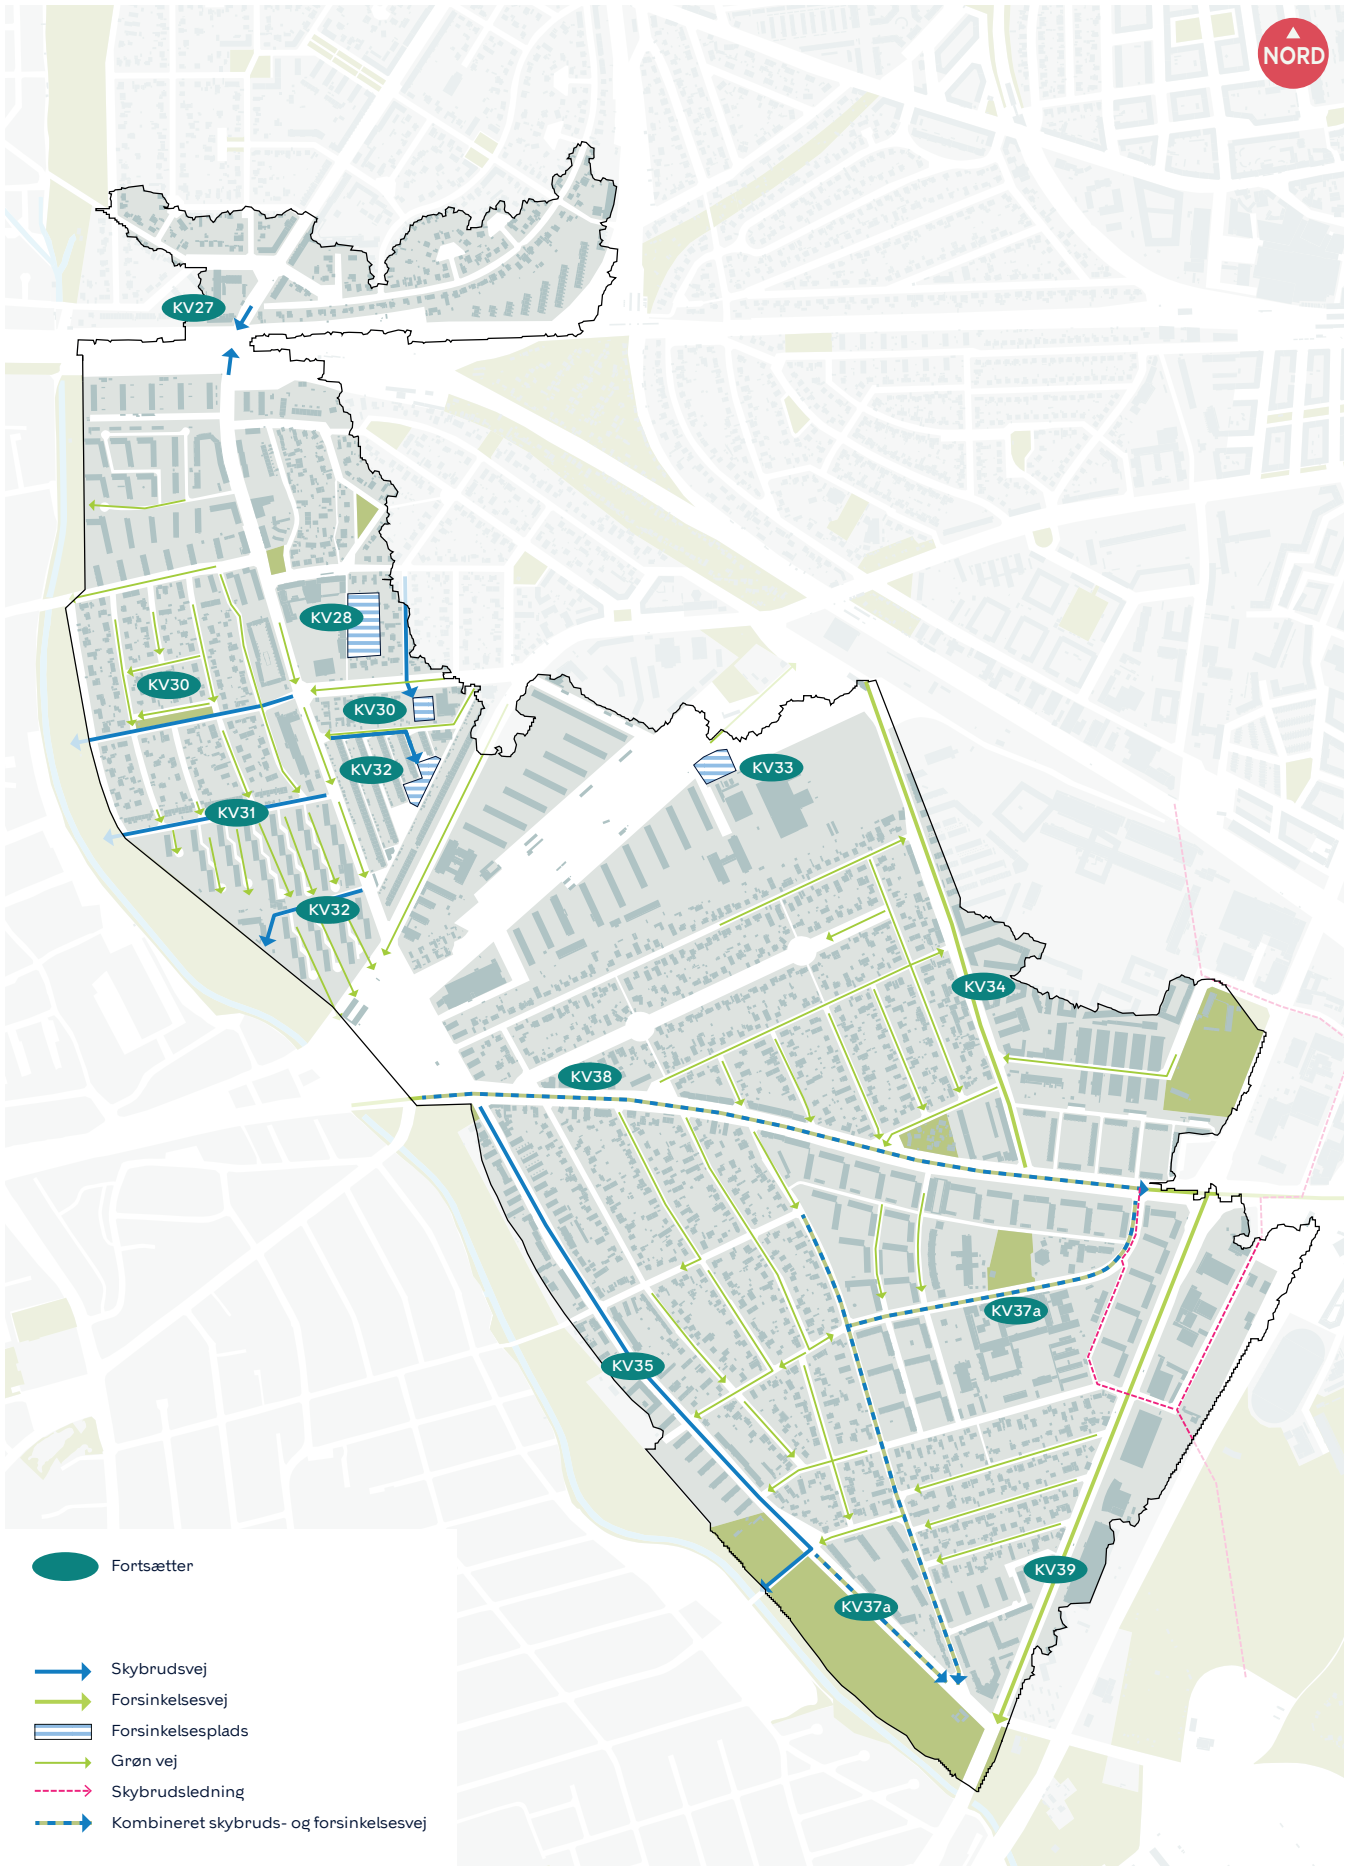 NORD
KV27
KV28
KV30
KV30
KV32
KV33
KV31
KV32
KV34
KV38
KV37a
KV35
KV39
KV37a
Fortsætter
Skybrudsvej
Forsinkelsesvej
Forsinkelsesplads
Grøn vej
Skybrudsledning
Kombineret skybruds- og forsinkelsesvej